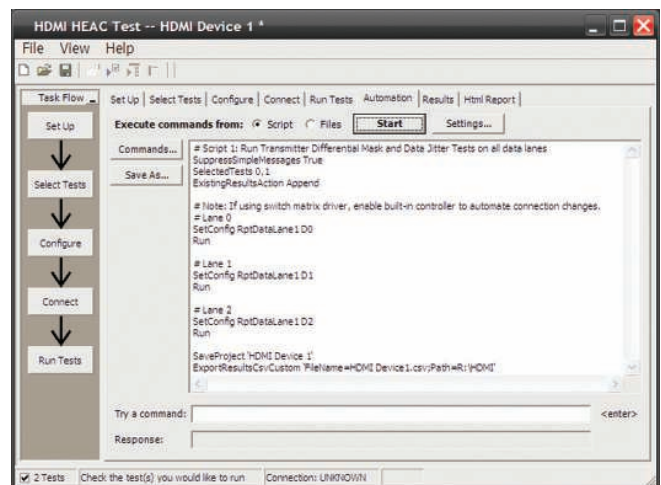 HDMI HEAC Test -- HDMI Device 1 *
File View Help
Task Flow
Set Up
Select Tests
Configure
Connect
Run Tests
Set Up Select Tests Configure Connect Run Tests Automation Results Html Report
Execute commands from: Script Files Start Settings...
Commands...
Save As...
# Script 1: Run Transmitter Differential Mask and Data Jitter Tests on all data lanes
SuppressSimpleMessages True
SelectedTests 0,1
ExistingResultsAction Append
# Note: If using switch matrix driver, enable built-in controller to automate connection changes.
# Lane 0
SetConfig RptDataLane1 D0
Run
# Lane 1
SetConfig RptDataLane1 D1
Run
# Lane 2
SetConfig RptDataLane1 D2
Run
SaveProject 'HDMI Device 1'
ExportResultsCsvCustom 'FileName=HDMI Device1.csv;Path=R:\HDMI'
Try a command: <enter>
Response:
2 Tests Check the test(s) you would like to run Connection: UNKNOWN